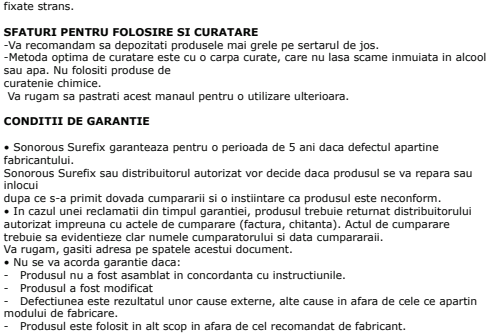 fixate strans.
SFATURI PENTRU FOLOSIRE SI CURATARE
-Va recomandam sa depozitati produsele mai grele pe sertarul de jos.
-Metoda optima de curatare este cu o carpa curate, care nu lasa scame inmuiata in alcool
sau apa. Nu folositi produse de
curatenie chimice.
Va rugam sa pastrati acest manaul pentru o utilizare ulterioara.
CONDITII DE GARANTIE
• Sonorous Surefix garanteaza pentru o perioada de 5 ani daca defectul apartine
fabricantului.
Sonorous Surefix sau distribuitorul autorizat vor decide daca produsul se va repara sau
inlocui
dupa ce s-a primit dovada cumpararii si o instiintare ca produsul este neconform.
• In cazul unei reclamatii din timpul garantiei, produsul trebuie returnat distribuitorului
autorizat impreuna cu actele de cumparare (factura, chitanta). Actul de cumparare
trebuie sa evidentieze clar numele cumparatorului si data cumpararaii.
Va rugam, gasiti adresa pe spatele acestui document.
• Nu se va acorda garantie daca:
- Produsul nu a fost asamblat in concordanta cu instructiunile.
- Produsul a fost modificat
- Defectiunea este rezultatul unor cause externe, alte cause in afara de cele ce apartin
modului de fabricare.
- Produsul este folosit in alt scop in afara de cel recomandat de fabricant.